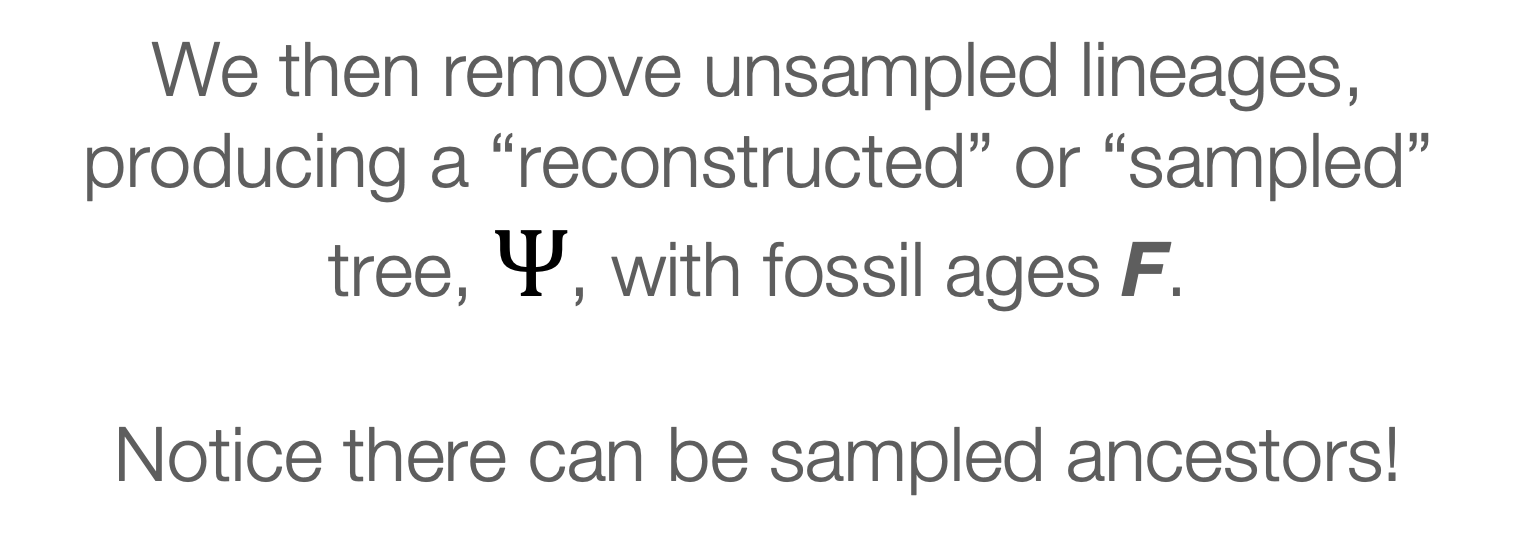 We then remove unsampled lineages,
producing a “reconstructed” or “sampled”
tree, Ψ, with fossil ages F.
Notice there can be sampled ancestors!